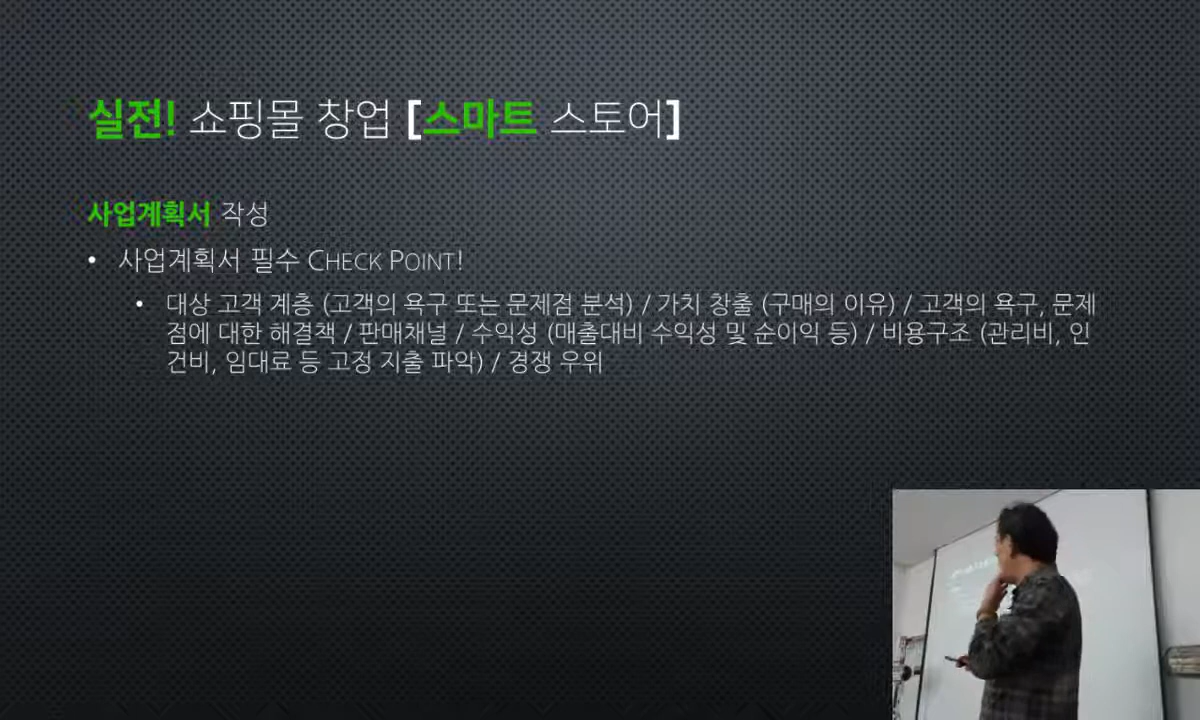 실전! 쇼핑몰 창업 [스마트 스토어]
사업계획서 작성
• 사업계획서 필수 CHECK POINT!
• 대상 고객 계층 (고객의 욕구 또는 문제점 분석) / 가치 창출 (구매의 이유) / 고객의 욕구, 문제
점에 대한 해결책 / 판매채널 / 수익성 (매출대비 수익성 및 순이익 등) / 비용구조 (관리비, 인
건비, 임대료 등 고정 지출 파악) / 경쟁 우위